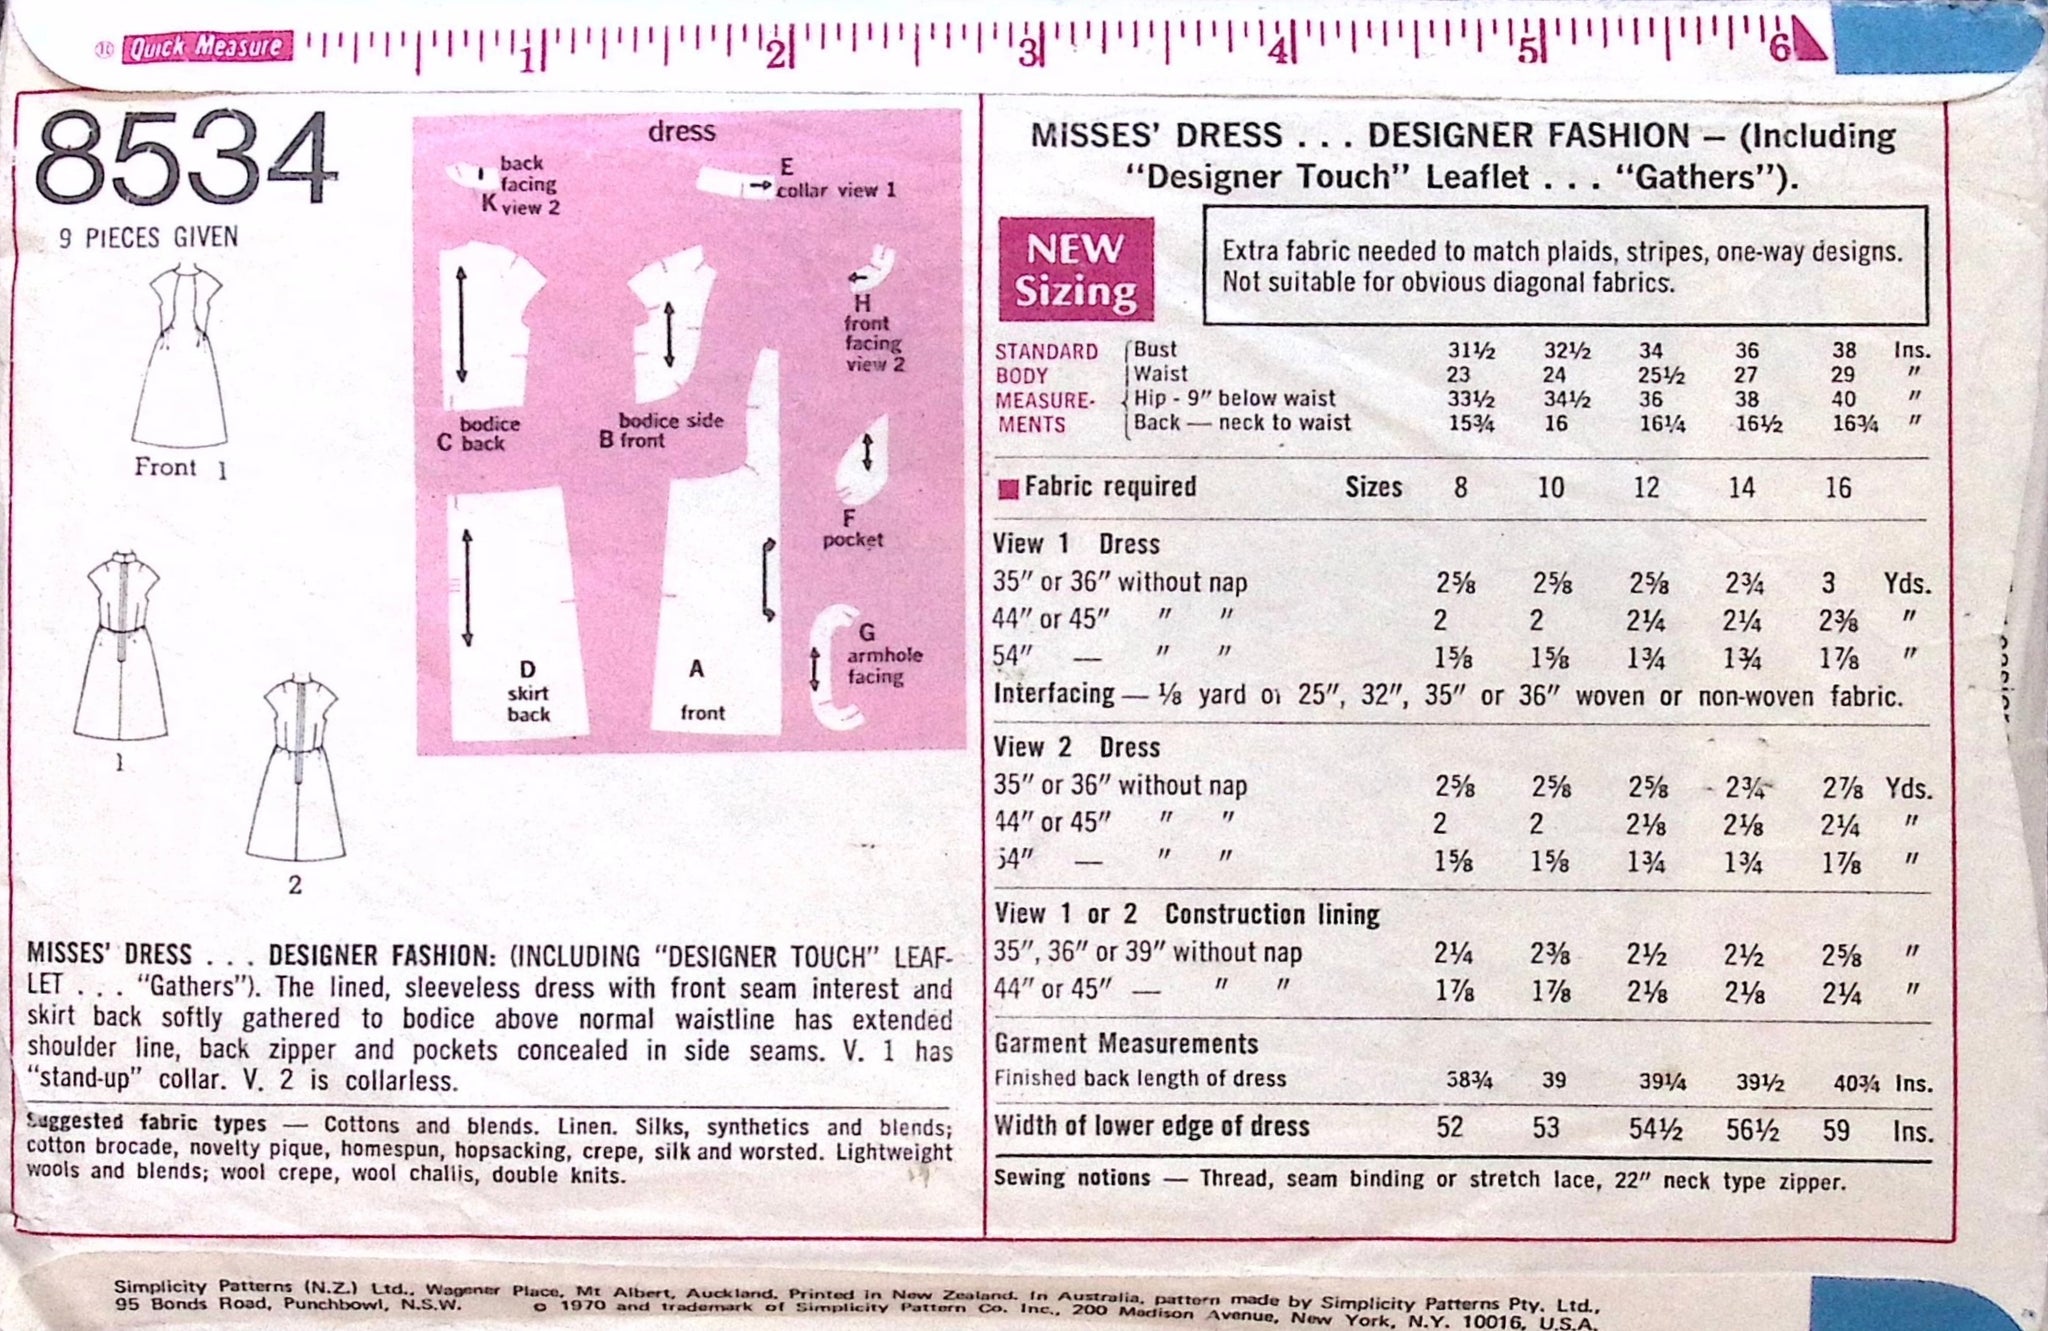 Quick Measure 1 2 3 4 5 6
8534
9 PIECES GIVEN
Front 1
1
2
dress
back
facing
K view 2
E
collar view 1
H
front
facing
view 2
bodice
C back
bodice side
B front
F
pocket
G
armhole
facing
D
skirt
back
A
front
MISSES' DRESS . . . DESIGNER FASHION: (INCLUDING "DESIGNER TOUCH" LEAF-
LET . . . "Gathers"). The lined, sleeveless dress with front seam interest and
skirt back softly gathered to bodice above normal waistline has extended
shoulder line, back zipper and pockets concealed in side seams. V. 1 has
"stand-up" collar. V. 2 is collarless.
Suggested fabric types — Cottons and blends. Linen. Silks, synthetics and blends;
cotton brocade, novelty pique, homespun, hopsacking, crepe, silk and worsted. Lightweight
wools and blends; wool crepe, wool challis, double knits.
MISSES' DRESS . . . DESIGNER FASHION — (Including
"Designer Touch" Leaflet . . . "Gathers").
NEW
Sizing
Extra fabric needed to match plaids, stripes, one-way designs.
Not suitable for obvious diagonal fabrics.
STANDARD Bust 31½ 32½ 34 36 38 Ins.
BODY Waist 23 24 25½ 27 29 "
MEASURE- Hip - 9" below waist 33½ 34½ 36 38 40 "
MENTS Back — neck to waist 15¾ 16 16¼ 16½ 16¾ "
Fabric required Sizes 8 10 12 14 16
View 1 Dress
35" or 36" without nap 2⅝ 2⅝ 2⅝ 2¾ 3 Yds.
44" or 45" " " 2 2 2¼ 2¼ 2⅜ "
54" — " " 1⅝ 1⅝ 1¾ 1¾ 1⅞ "
Interfacing — ⅛ yard of 25", 32", 35" or 36" woven or non-woven fabric.
View 2 Dress
35" or 36" without nap 2⅝ 2⅝ 2⅝ 2¾ 2⅞ Yds.
44" or 45" " " 2 2 2⅛ 2⅛ 2¼ "
54" — " " 1⅝ 1⅝ 1¾ 1¾ 1⅞ "
View 1 or 2 Construction lining
35", 36" or 39" without nap 2¼ 2⅜ 2½ 2½ 2⅝ "
44" or 45" — " " 1⅞ 1⅞ 2⅛ 2⅛ 2¼ "
Garment Measurements
Finished back length of dress 38¾ 39 39¼ 39½ 40¾ Ins.
Width of lower edge of dress 52 53 54½ 56½ 59 Ins.
Sewing notions — Thread, seam binding or stretch lace, 22" neck type zipper.
Simplicity Patterns (N.Z.) Ltd., Wagener Place, Mt Albert, Auckland. Printed in New Zealand. In Australia, pattern made by Simplicity Patterns Pty. Ltd.,
95 Bonds Road, Punchbowl, N.S.W. © 1970 and trademark of Simplicity Pattern Co. Inc., 200 Madison Avenue, New York, N.Y. 10016, U.S.A.